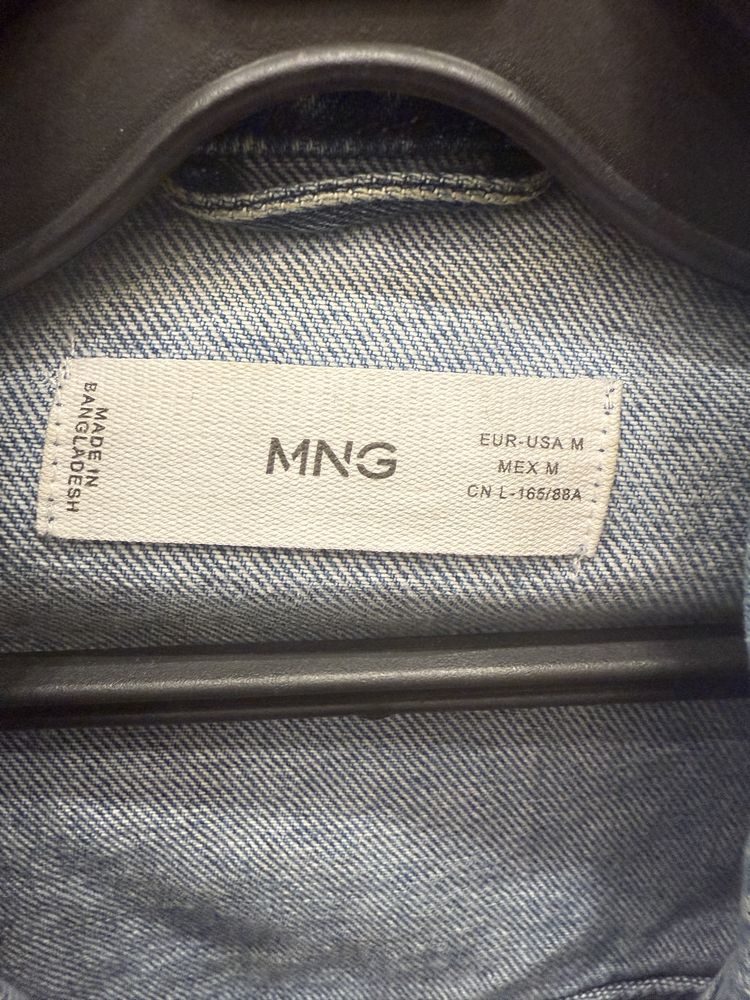 MADE IN
BANGLADESH
MNG
EUR-USA M
MEX M
CN L-165/88A